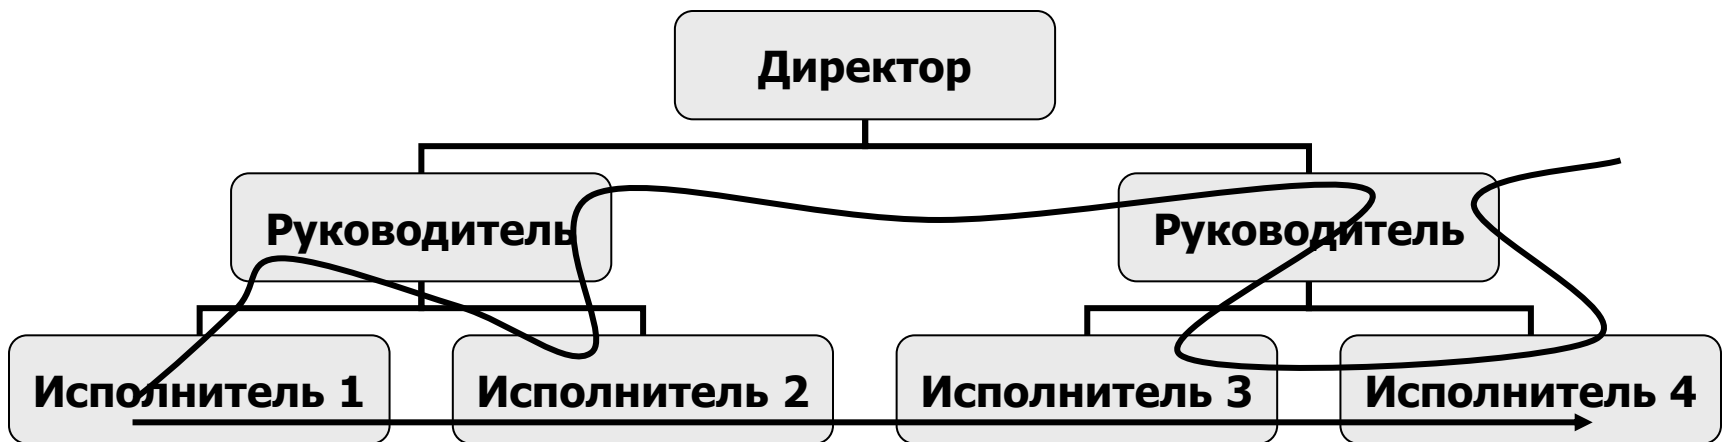 Директор
Руководитель
Руководитель
Исполнитель 1
Исполнитель 2
Исполнитель 3
Исполнитель 4